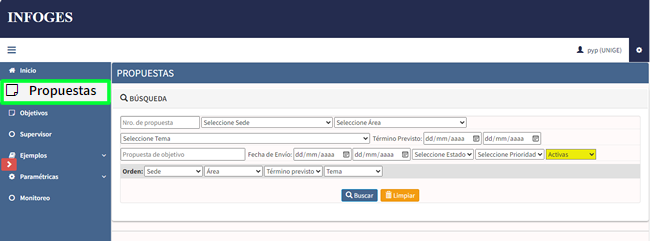 INFOGES
pyp (UNIGE)
Inicio
Propuestas
Objetivos
Supervisor
Ejemplos
Paramétricas
Monitoreo
PROPUESTAS
BÚSQUEDA
Nro. de propuesta Seleccione Sede Seleccione Área
Seleccione Tema Término Previsto: dd/mm/aaaa dd/mm/aaaa
Propuesta de objetivo Fecha de Envío: dd/mm/aaaa dd/mm/aaaa Seleccione Estado Seleccione Prioridad Activas
Orden: Sede Área Término previsto Tema
Buscar Limpiar